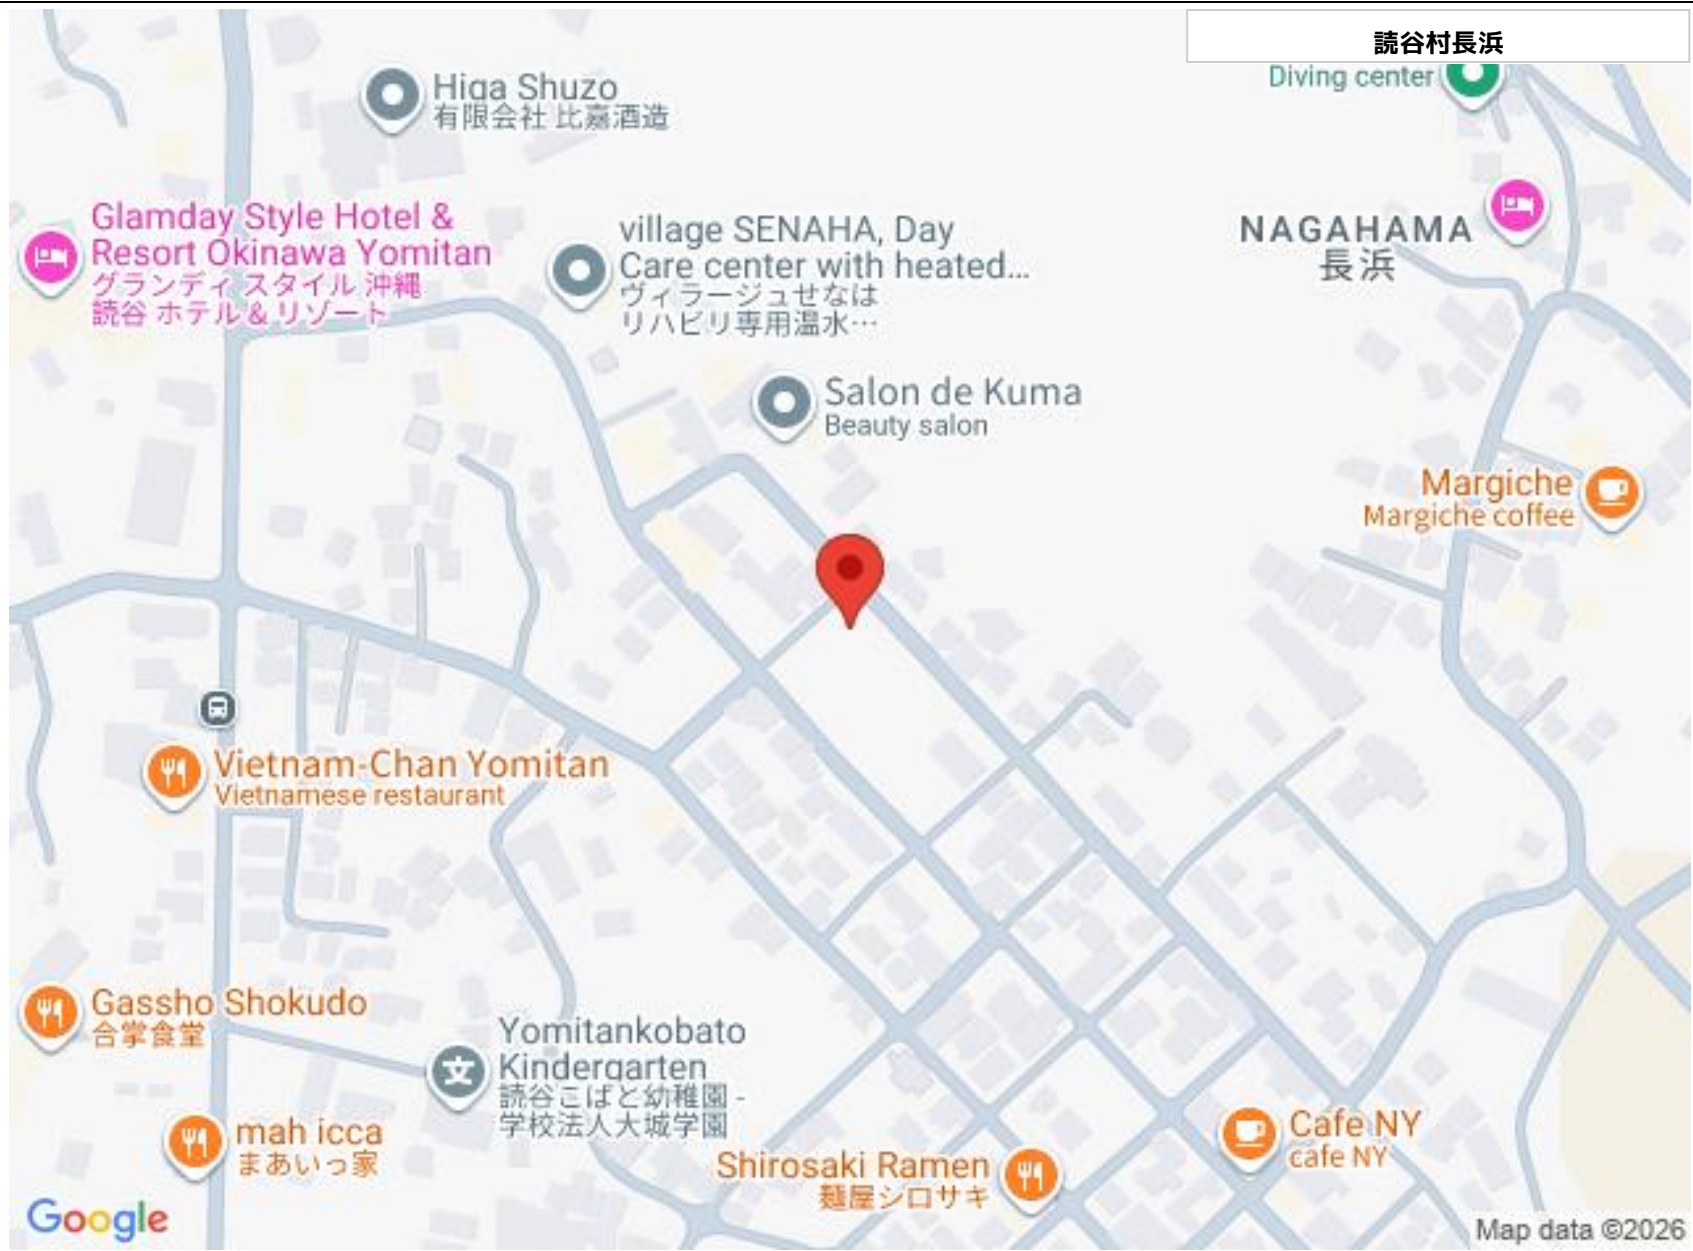 読谷村長浜
Diving center
Higa Shuzo
有限会社 比嘉酒造
Glamday Style Hotel &
Resort Okinawa Yomitan
グランディ スタイル 沖縄
読谷 ホテル＆リゾート
village SENAHA, Day
Care center with heated...
ヴィラージュせなは
リハビリ専用温水…
NAGAHAMA
長浜
Salon de Kuma
Beauty salon
Margiche
Margiche coffee
Vietnam-Chan Yomitan
Vietnamese restaurant
Gassho Shokudo
合掌食堂
Yomitankobato
Kindergarten
読谷こばと幼稚園 -
学校法人大城学園
文
mah icca
まあいっ家
Shirosaki Ramen
麺屋シロサキ
Cafe NY
cafe NY
Google
Map data ©2026